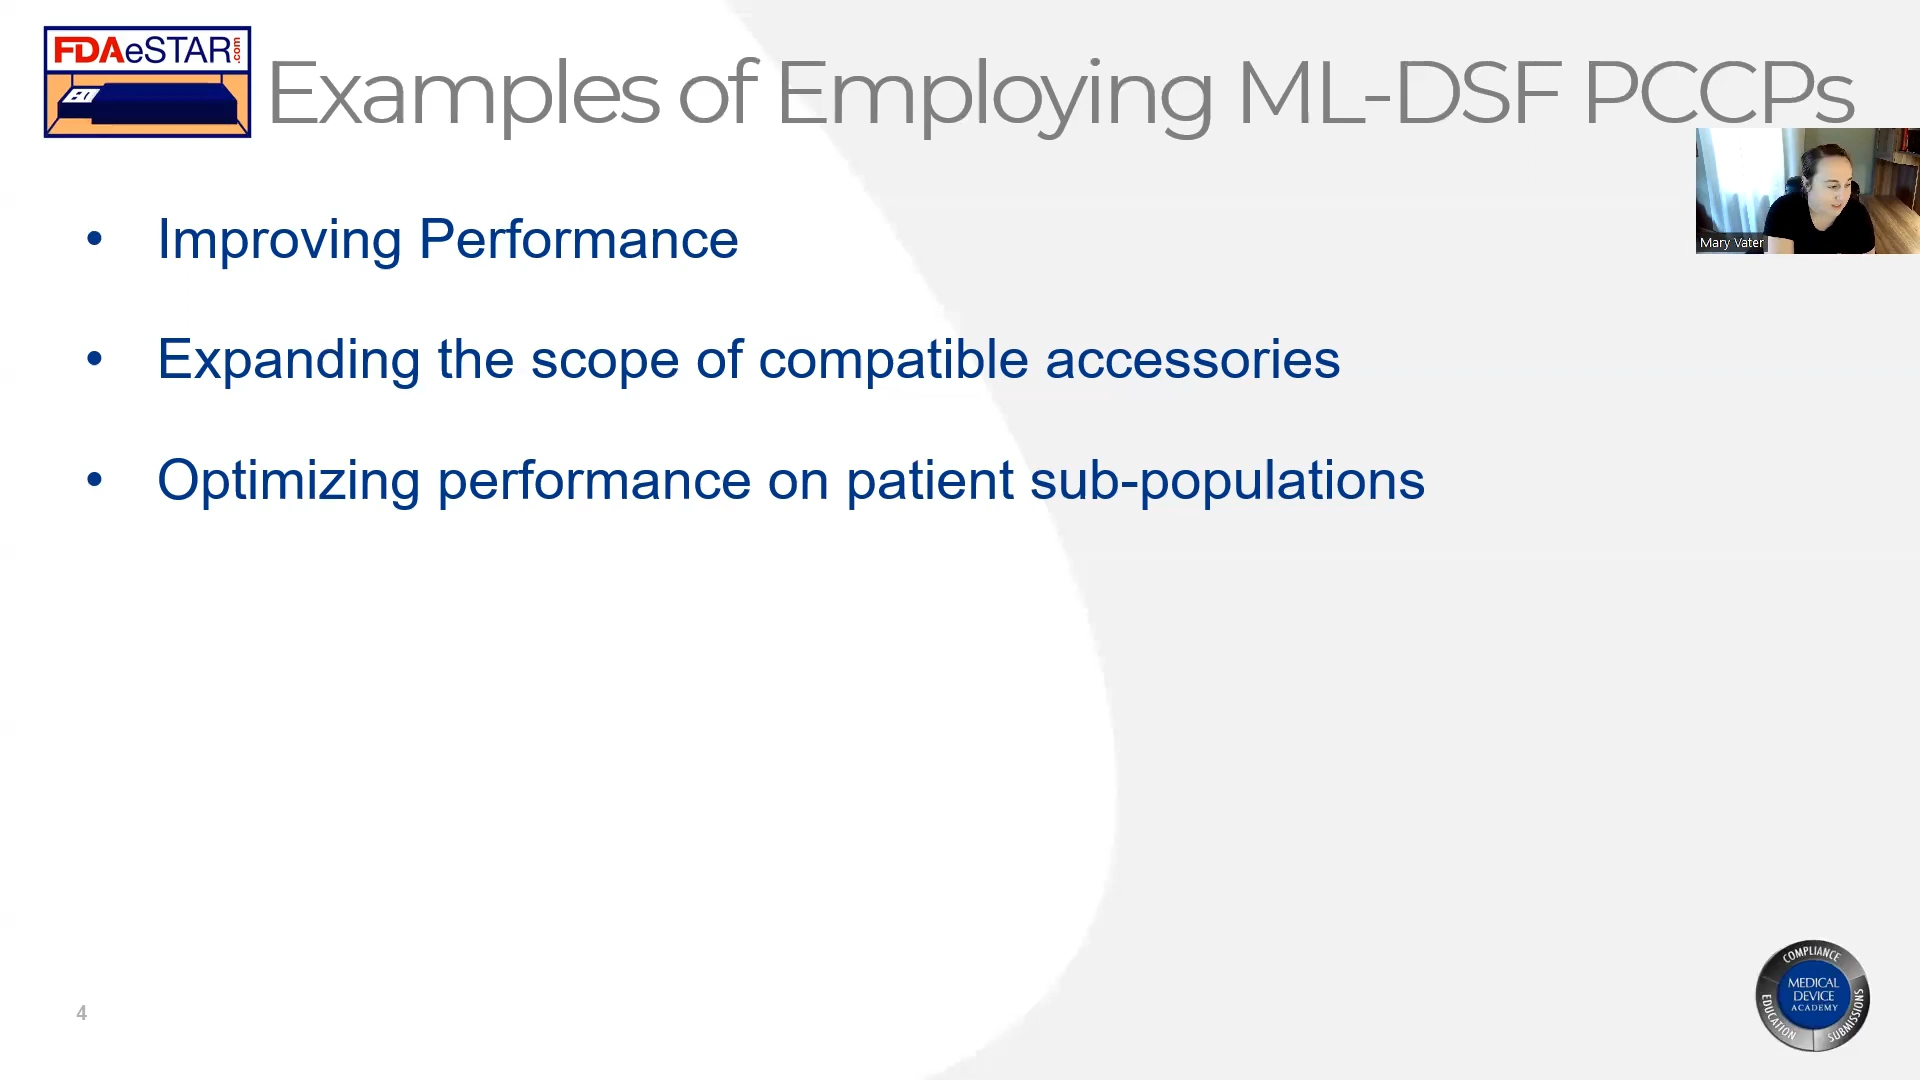 FDAeSTAR.com
Examples of Employing ML-DSF PCCPs
Mary Vater
• Improving Performance
• Expanding the scope of compatible accessories
• Optimizing performance on patient sub-populations
4
COMPLIANCE
MEDICAL
DEVICE
ACADEMY
EDUCATION
SUBMISSIONS